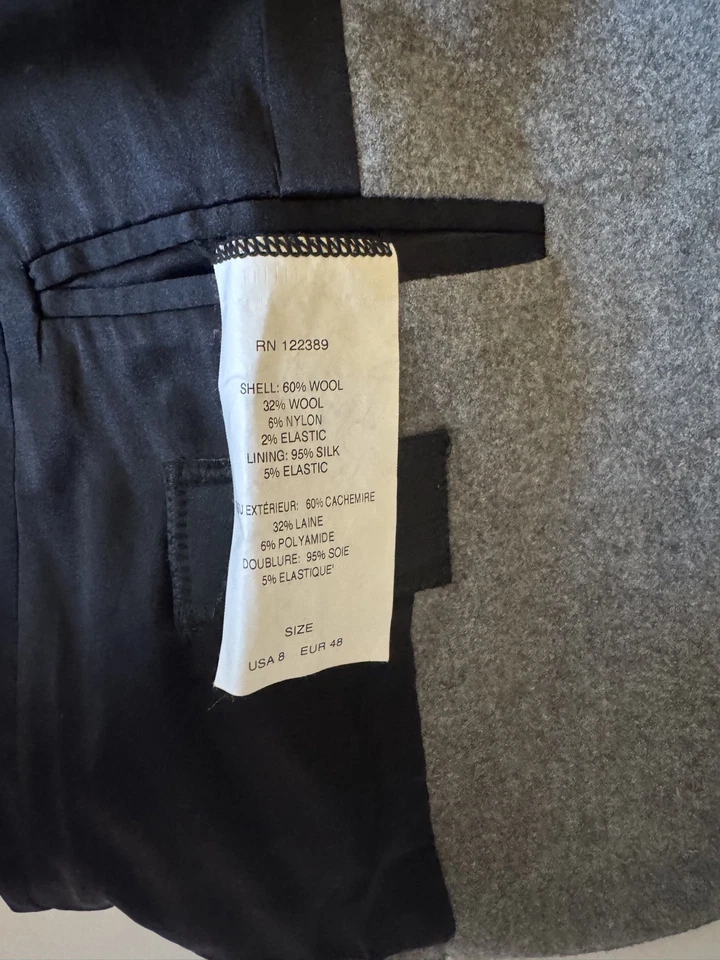 RN 122389
SHELL: 60% WOOL
32% WOOL
6% NYLON
2% ELASTIC
LINING: 95% SILK
5% ELASTIC
EXTÉRIEUR: 60% CACHEMIRE
32% LAINE
6% POLYAMIDE
DOUBLURE: 95% SOIE
5% ELASTIQUE'
SIZE
USA 8 EUR 48